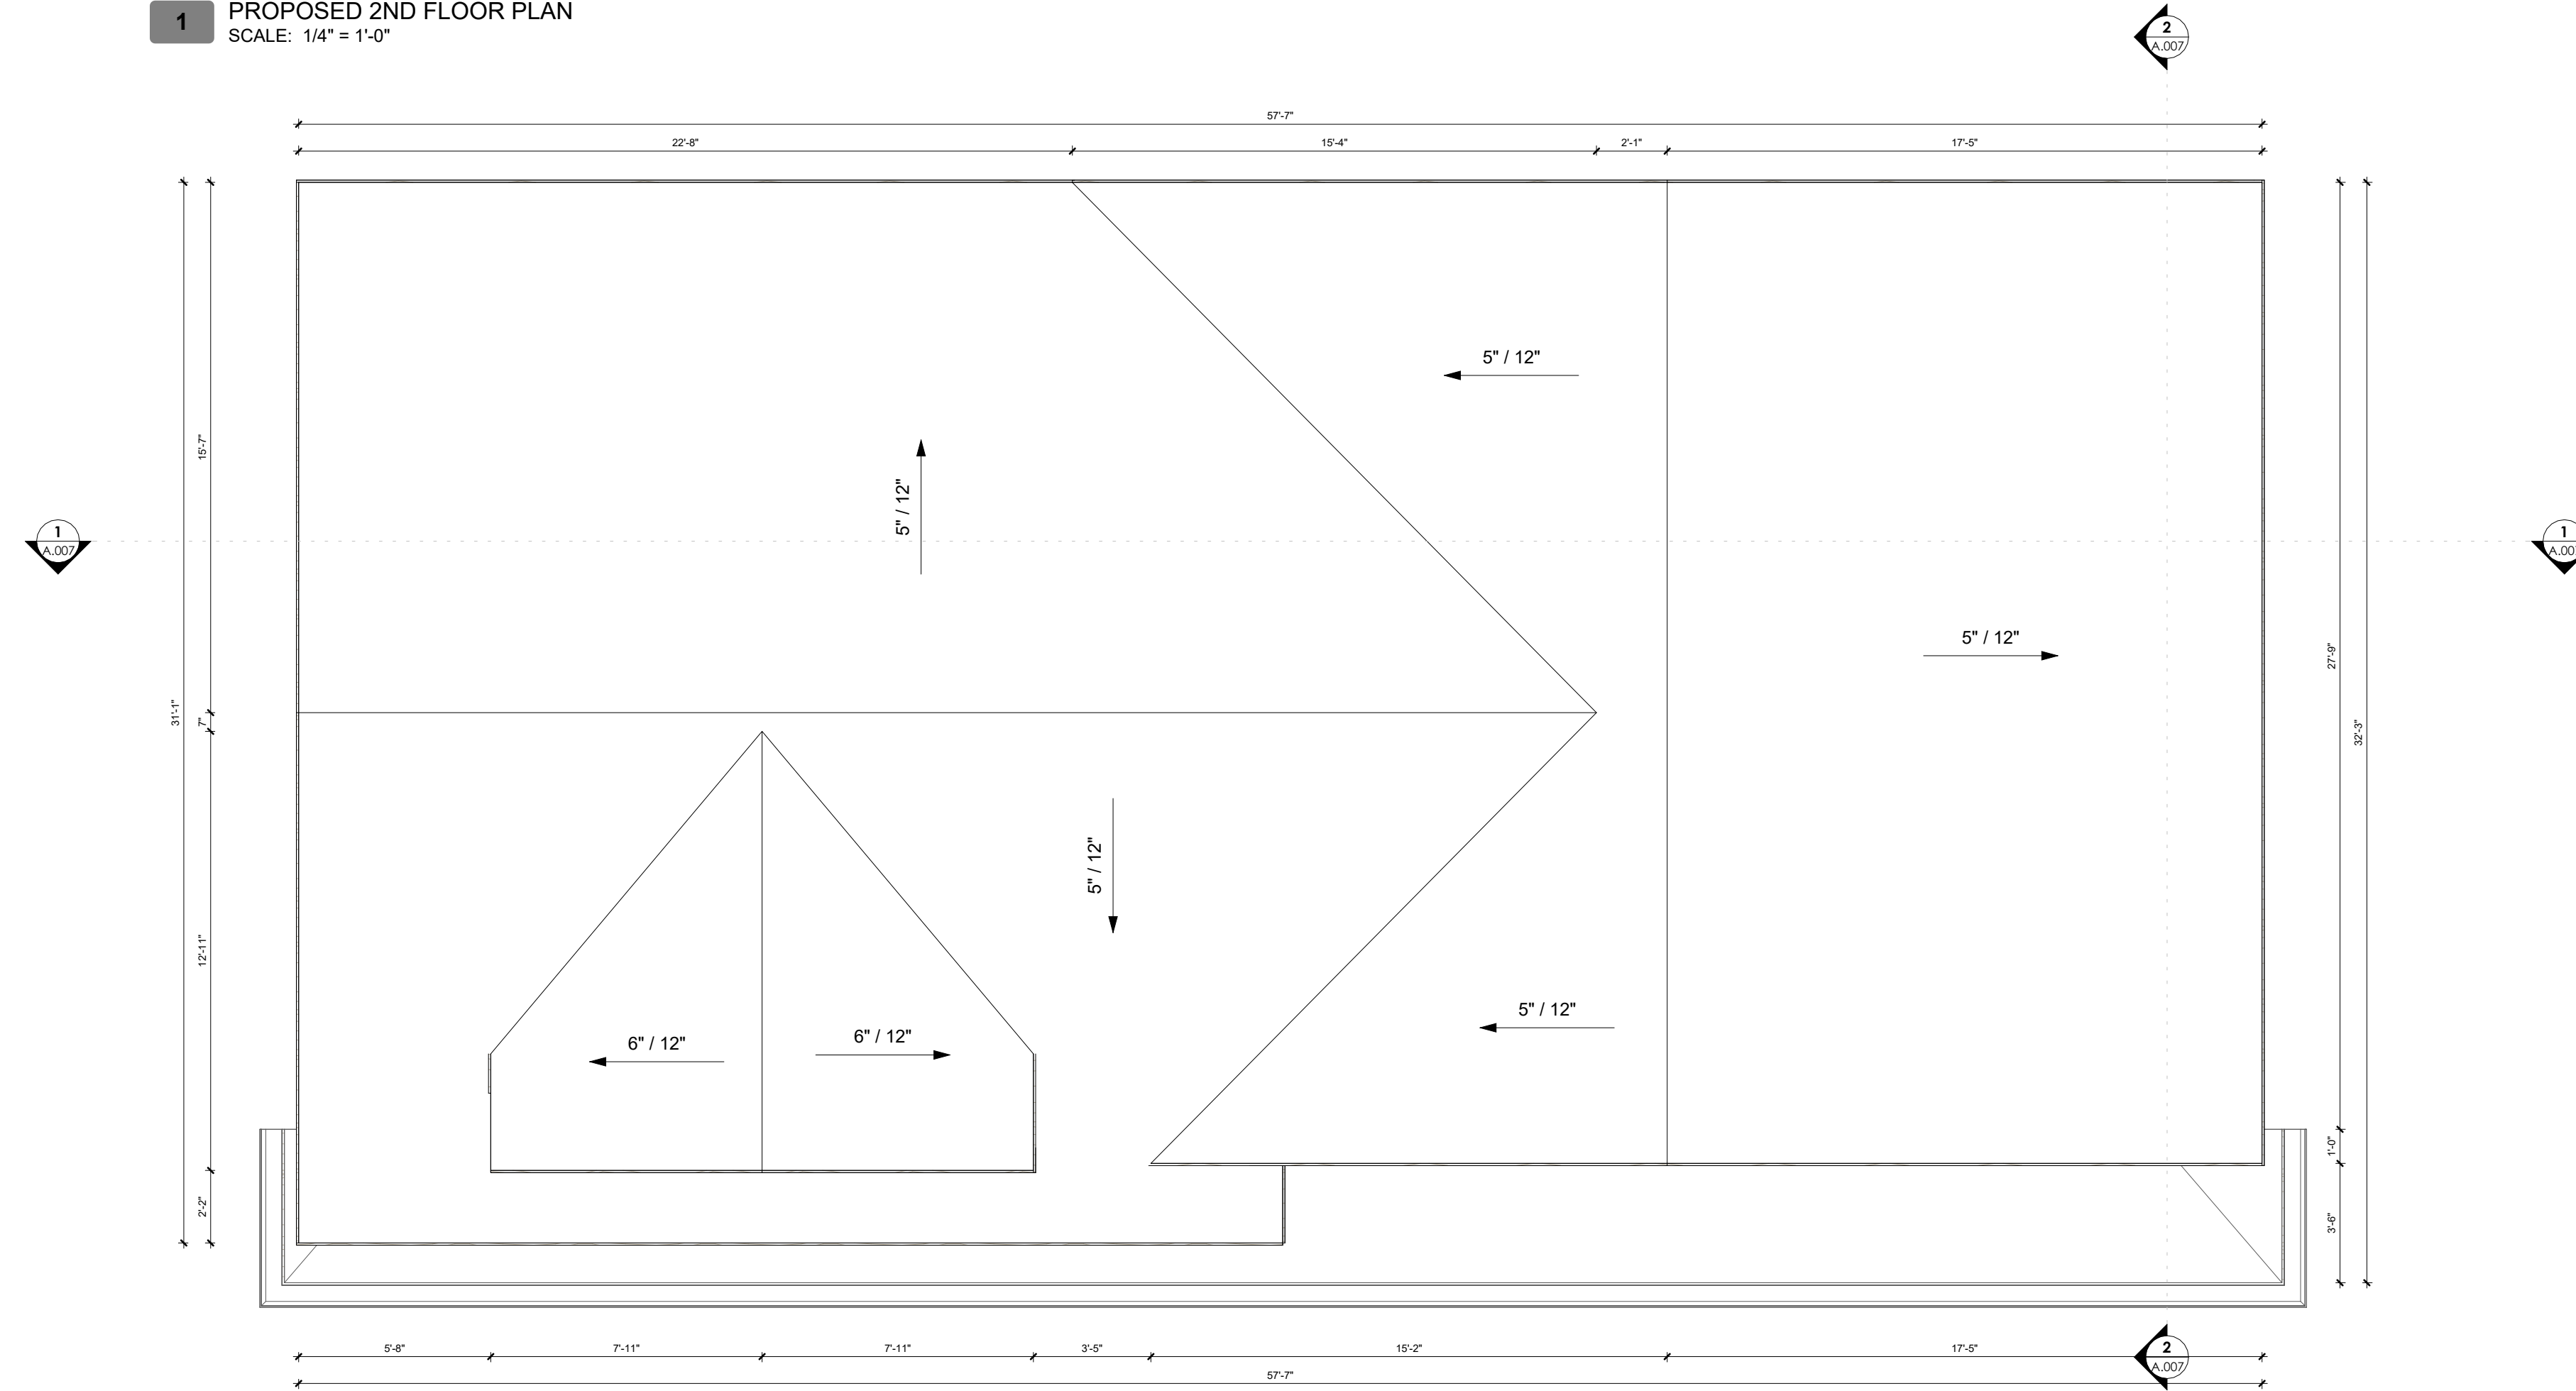 1
PROPOSED 2ND FLOOR PLAN
SCALE: 1/4" = 1'-0"
2
A.007
57'-7"
22'-8"
15'-4"
2'-1"
17'-5"
5" / 12"
15'-7"
5" / 12"
1
A.007
1
A.00
5" / 12"
27'-9"
31'-1"
7"
32'-3"
5" / 12"
12'-11"
5" / 12"
6" / 12"
6" / 12"
1'-0"
2'-2"
3'-6"
5'-8"
7'-11"
7'-11"
3'-5"
15'-2"
17'-5"
2
A.007
57'-7"